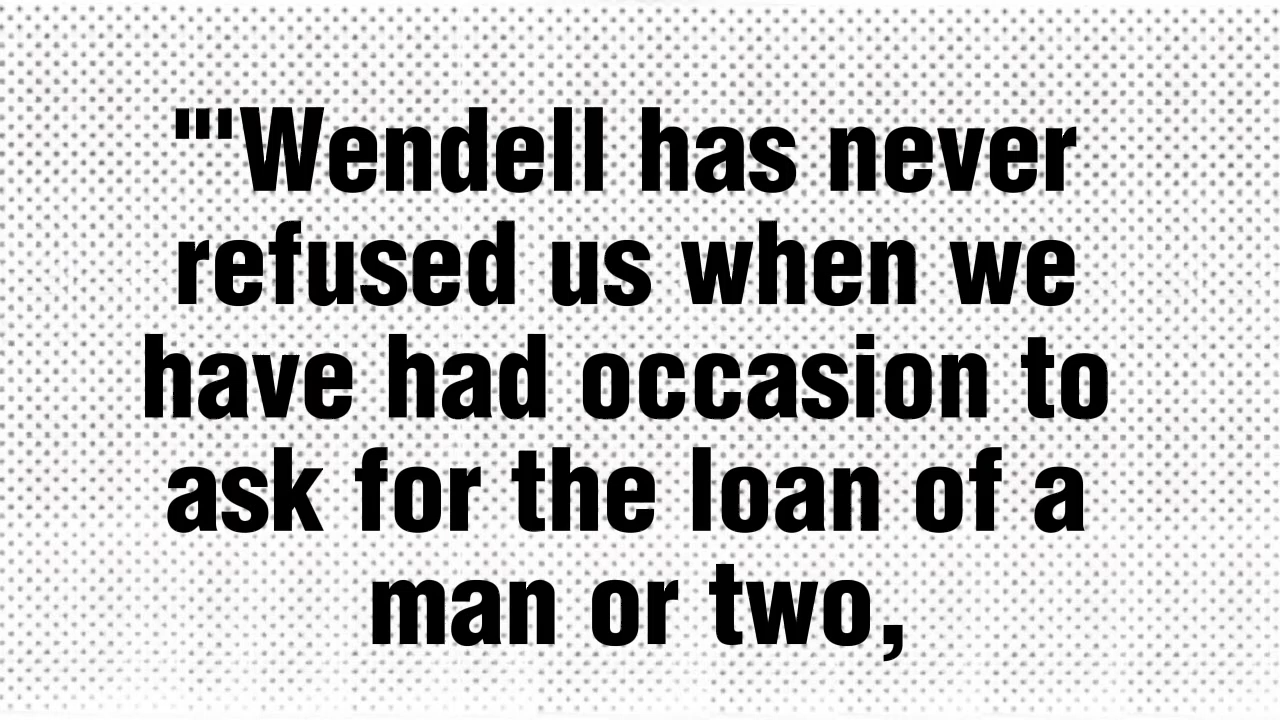 "'Wendell has never
refused us when we
have had occasion to
ask for the loan of a
man or two,